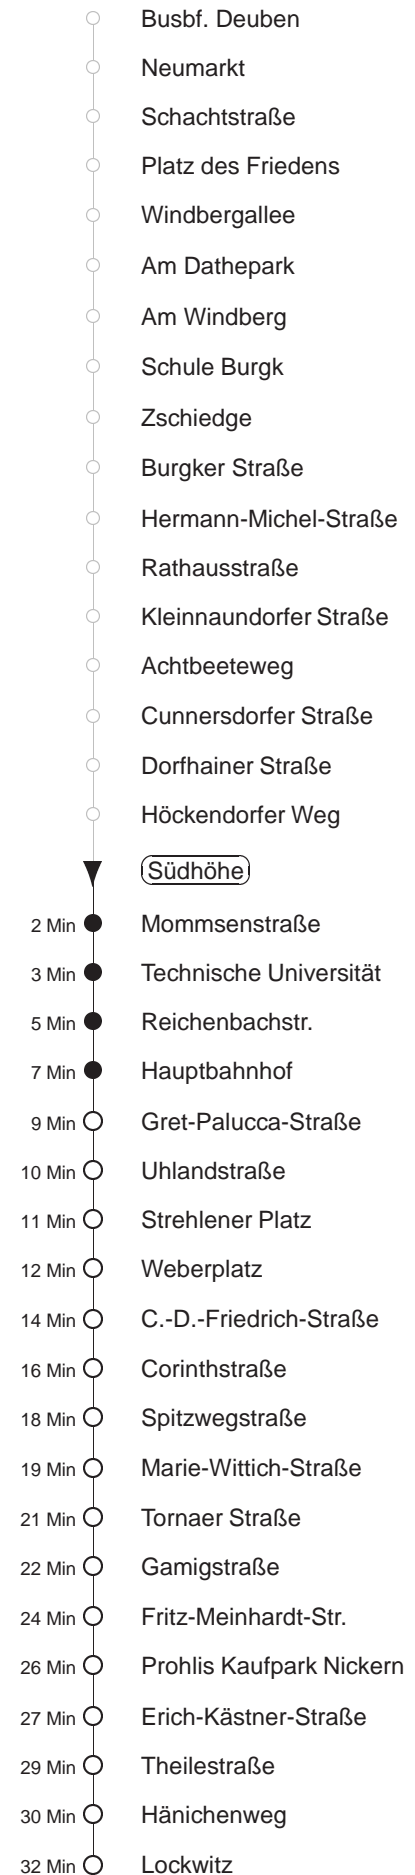 Busbf. Deuben
Neumarkt
Schachtstraße
Platz des Friedens
Windbergallee
Am Dathepark
Am Windberg
Schule Burgk
Zschiedge
Burgker Straße
Hermann-Michel-Straße
Rathausstraße
Kleinnaundorfer Straße
Achtbeeteweg
Cunnersdorfer Straße
Dorfhainer Straße
Höckendorfer Weg
Südhöhe
2 Min Mommsenstraße
3 Min Technische Universität
5 Min Reichenbachstr.
7 Min Hauptbahnhof
9 Min Gret-Palucca-Straße
10 Min Uhlandstraße
11 Min Strehlener Platz
12 Min Weberplatz
14 Min C.-D.-Friedrich-Straße
16 Min Corinthstraße
18 Min Spitzwegstraße
19 Min Marie-Wittich-Straße
21 Min Tornaer Straße
22 Min Gamigstraße
24 Min Fritz-Meinhardt-Str.
26 Min Prohlis Kaufpark Nickern
27 Min Erich-Kästner-Straße
29 Min Theilestraße
30 Min Hänichenweg
32 Min Lockwitz